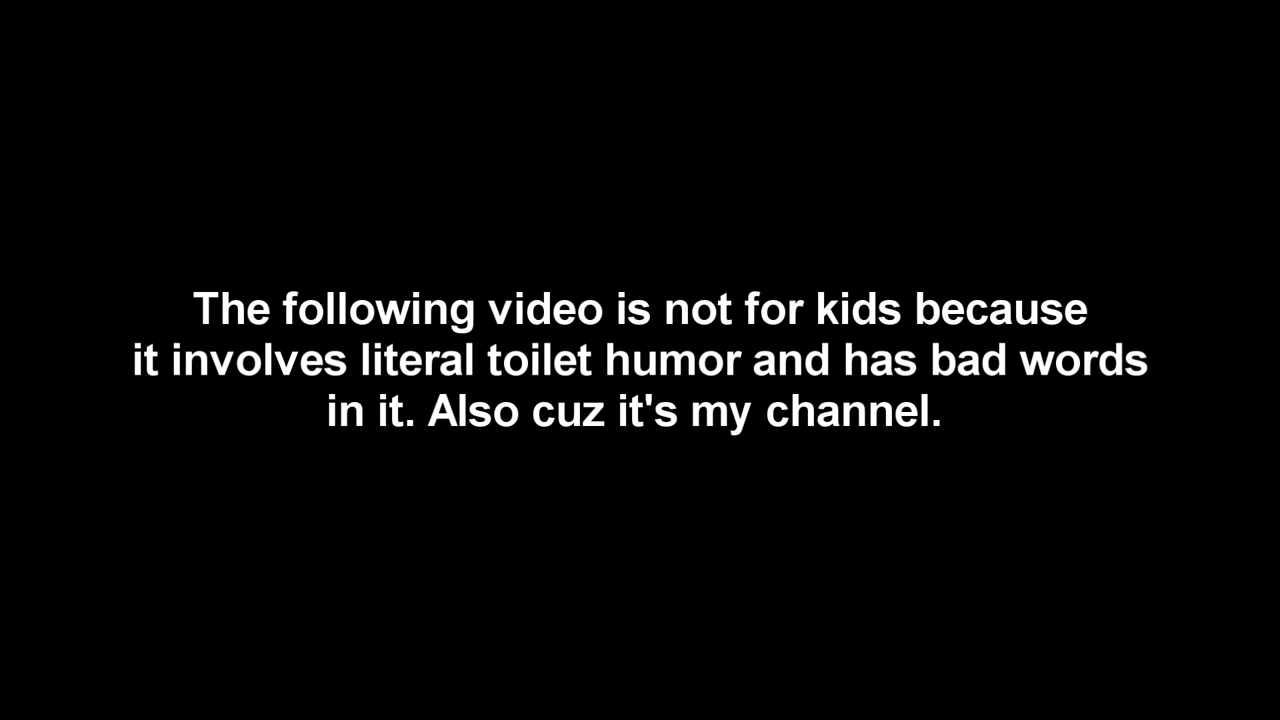 The following video is not for kids because
it involves literal toilet humor and has bad words
in it. Also cuz it's my channel.